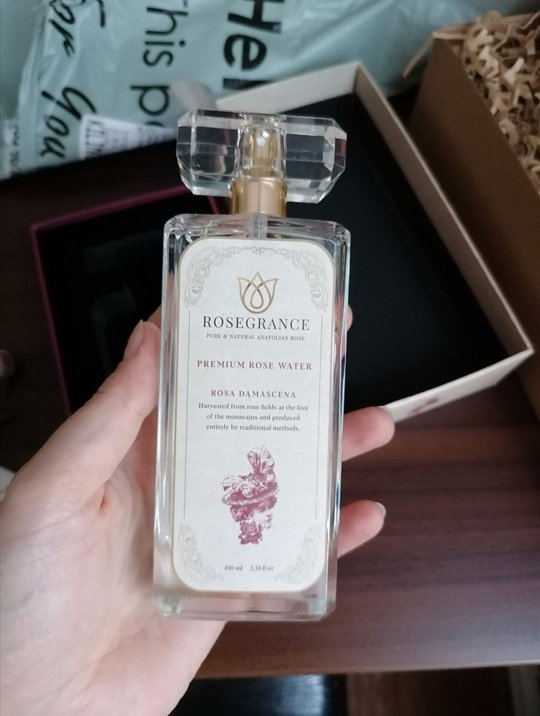 Hel
This p
for you
ROSEGRANCE
PURE & NATURAL ANATOLIAN ROSE
PREMIUM ROSE WATER
ROSA DAMASCENA
Harvested from rose fields at the foot
of the mountains and produced
entirely by traditional methods.
100 ml 3,38 fl oz